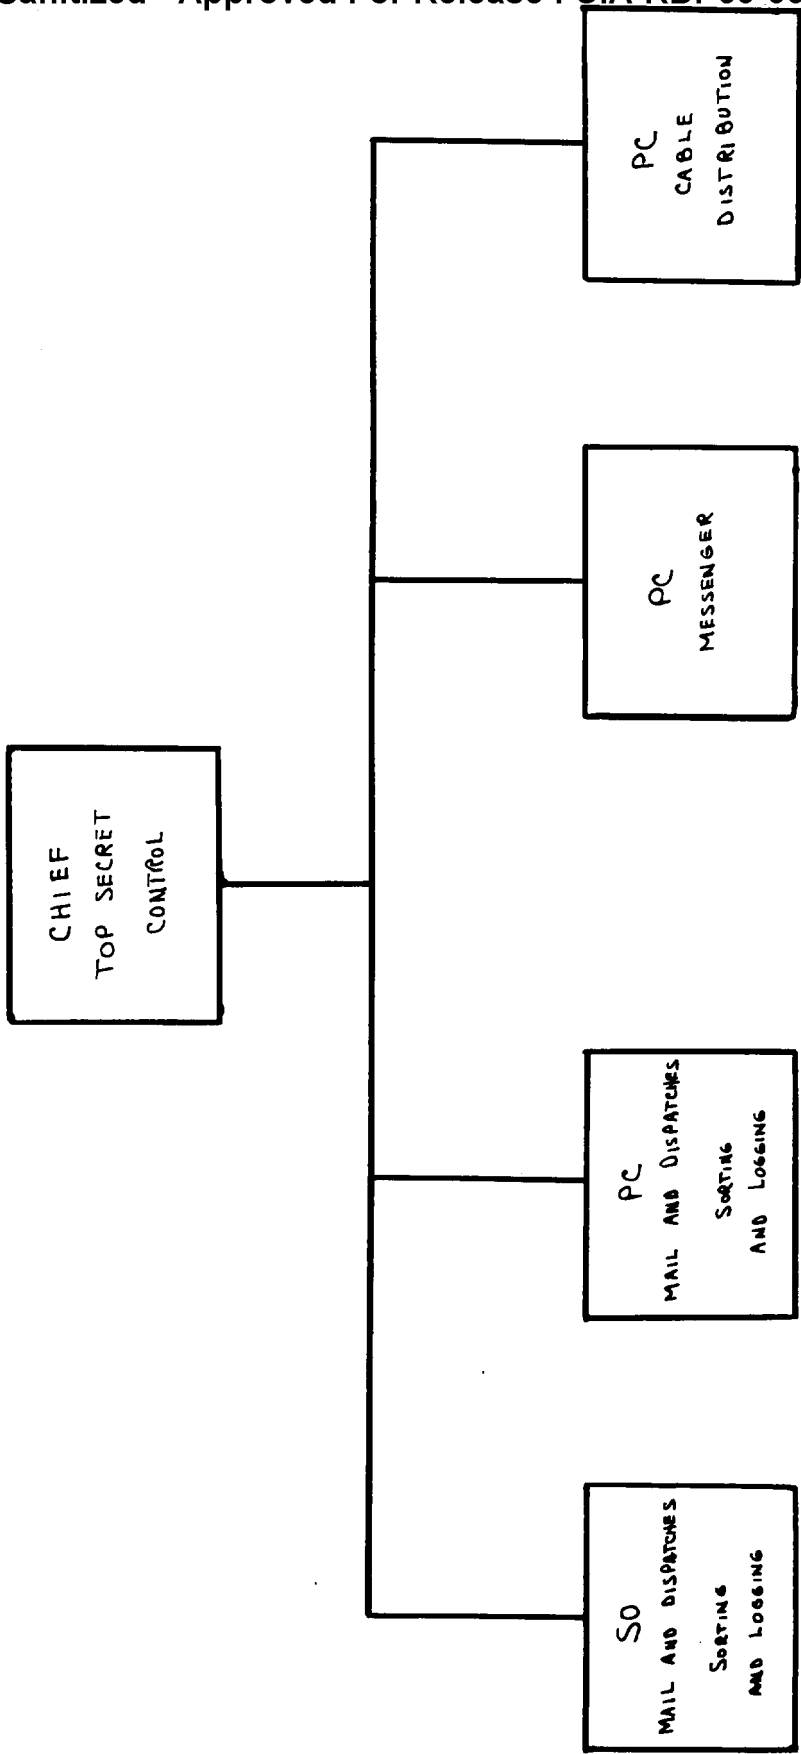 Sanitized - Approved For Release : CIA-RDP
CHIEF
TOP SECRET
CONTROL
SO
MAIL AND DISPATCHES
SORTING
AND LOGGING
PC
MAIL AND DISPATCHES
SORTING
AND LOGGING
PC
MESSENGER
PC
CABLE
DISTRIBUTION